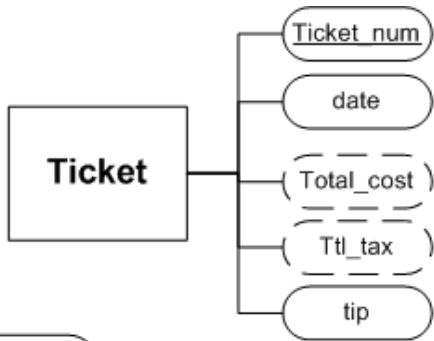 Ticket_num
date
Ticket
Total_cost
Ttl_tax
tip